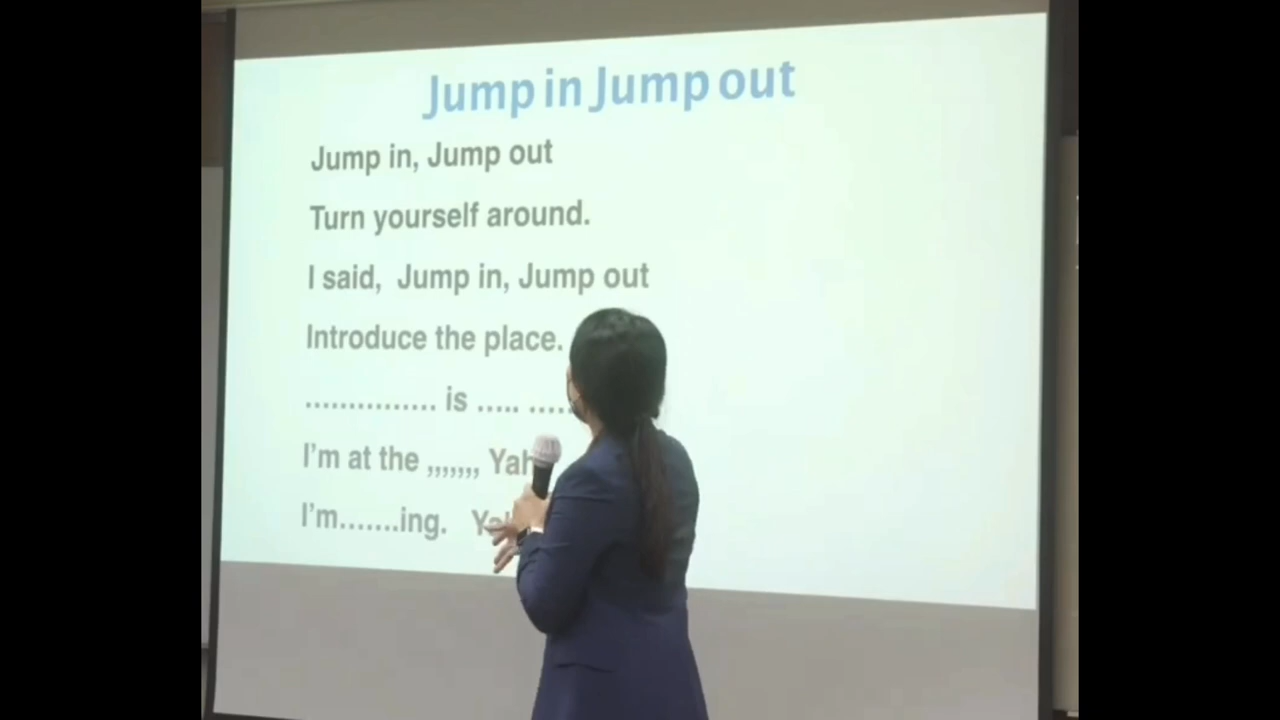 Jump in Jump out
Jump in, Jump out
Turn yourself around.
I said,  Jump in, Jump out
Introduce the place.
…………… is ….. …..
I'm at the ,,,,,,,
I'm…….ing.